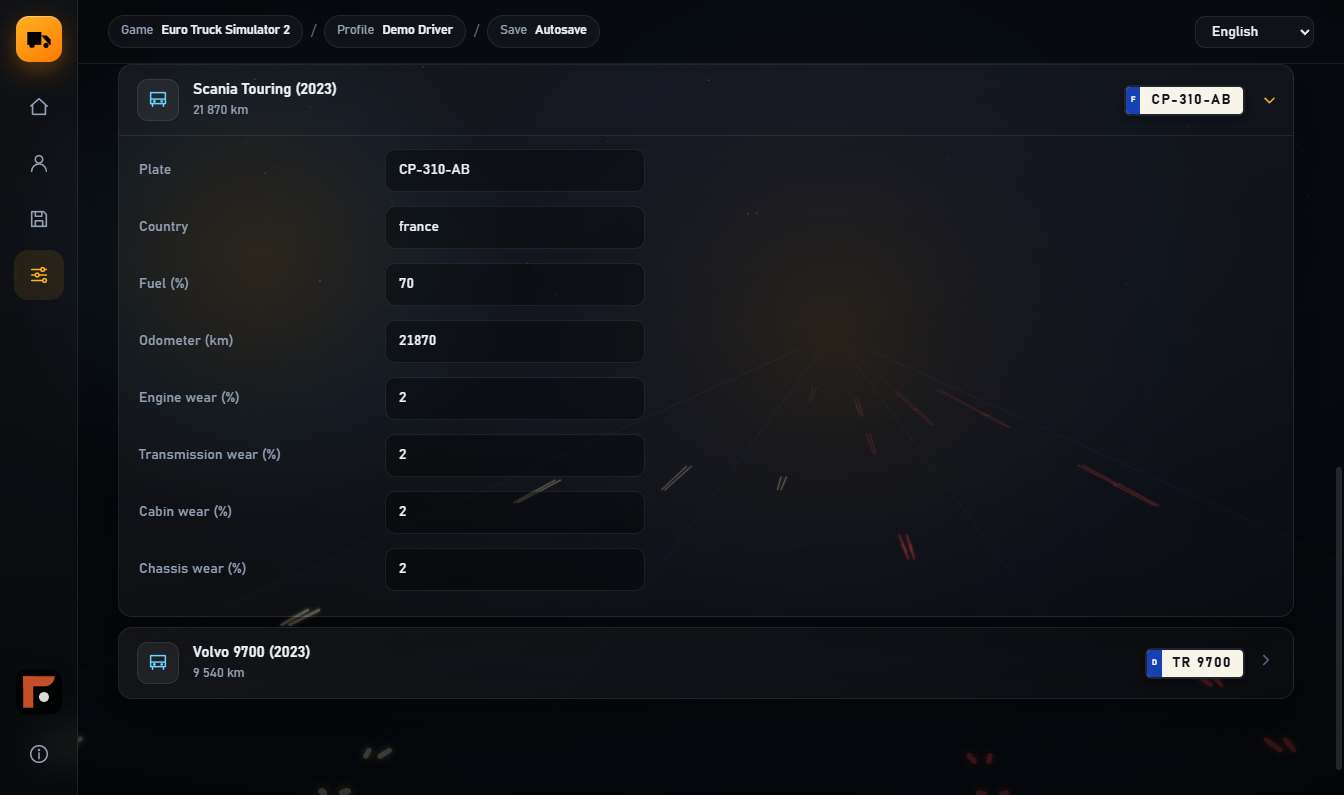 Game Euro Truck Simulator 2 / Profile Demo Driver / Save Autosave
English
Scania Touring (2023)
21 870 km
F CP-310-AB
Plate CP-310-AB
Country france
Fuel (%) 70
Odometer (km) 21870
Engine wear (%) 2
Transmission wear (%) 2
Cabin wear (%) 2
Chassis wear (%) 2
Volvo 9700 (2023)
9 540 km
D TR 9700